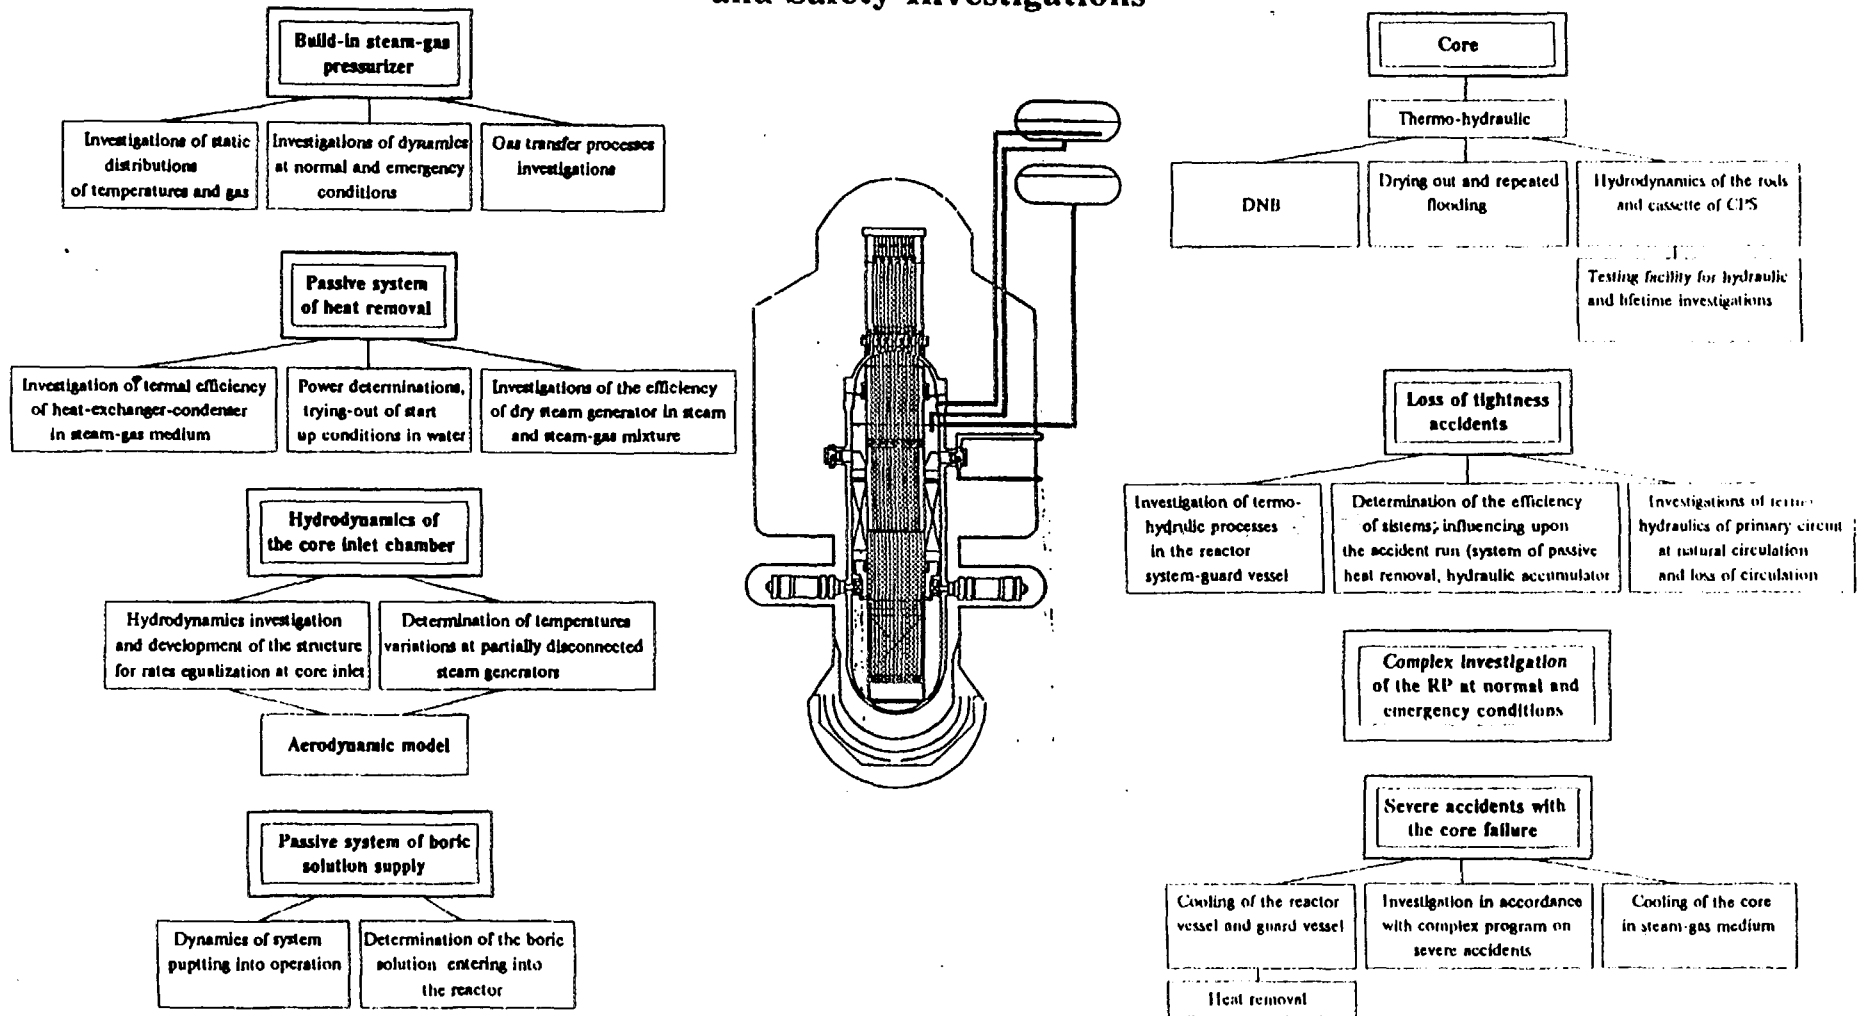 and Safety Investigations
Build-in steam-gas
pressurizer
Investigations of static
distributions
of temperatures and gas
Investigations of dynamics
at normal and emergency
conditions
Gas transfer processes
investigations
Passive system
of heat removal
Investigation of termal efficiency
of heat-exchanger-condenser
in steam-gas medium
Power determinations,
trying-out of start
up conditions in water
Investigations of the efficiency
of dry steam generator in steam
and steam-gas mixture
Hydrodynamics of
the core inlet chamber
Hydrodynamics investigation
and development of the structure
for rates egualization at core inlet
Determination of temperatures
variations at partially disconnected
steam generators
Aerodynamic model
Passive system of boric
solution supply
Dynamics of system
puptting into operation
Determination of the boric
solution entering into
the reactor
Core
Thermo-hydraulic
DNB
Drying out and repeated
flooding
Hydrodynamics of the rods
and cassette of CPS
Testing facility for hydraulic
and lifetime investigations
Loss of tightness
accidents
Investigation of termo-
hydrulic processes
in the reactor
system-guard vessel
Determination of the efficiency
of sistems, influencing upon
the accident run (system of passive
heat removal, hydraulic accumulator
Investigations of
hydraulics of primary circuit
at natural circulation
and loss of circulation
Complex investigation
of the RP at normal and
emergency conditions
Severe accidents with
the core failure
Cooling of the reactor
vessel and guard vessel
Investigation in accordance
with complex program on
severe accidents
Cooling of the core
in steam-gas medium
Heat removal